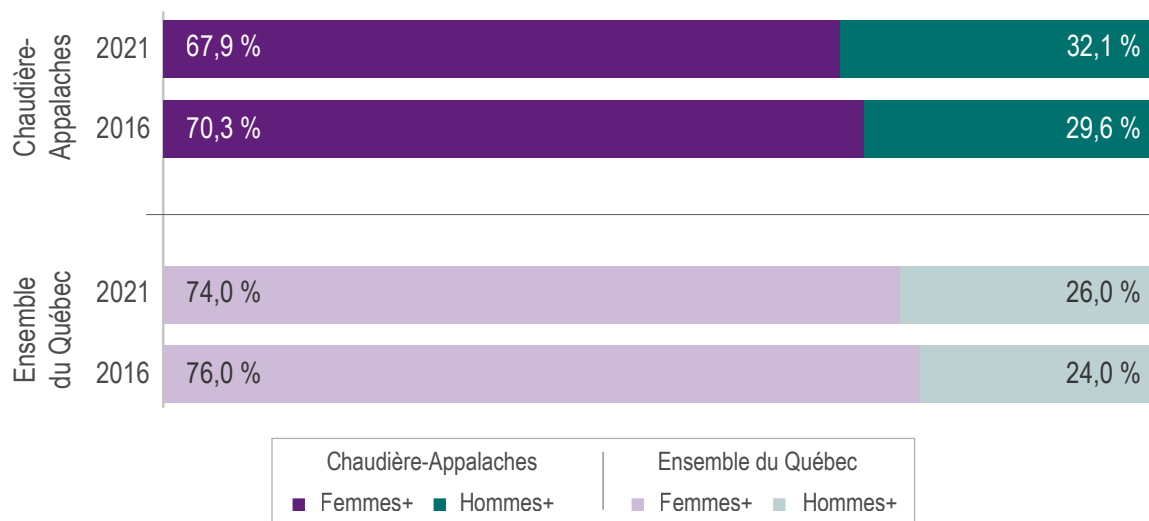 Chaudière-
Appalaches
2021
67,9 %
32,1 %
2016
70,3 %
29,6 %
Ensemble
du Québec
2021
74,0 %
26,0 %
2016
76,0 %
24,0 %
Chaudière-Appalaches
Femmes+ Hommes+
Ensemble du Québec
Femmes+ Hommes+